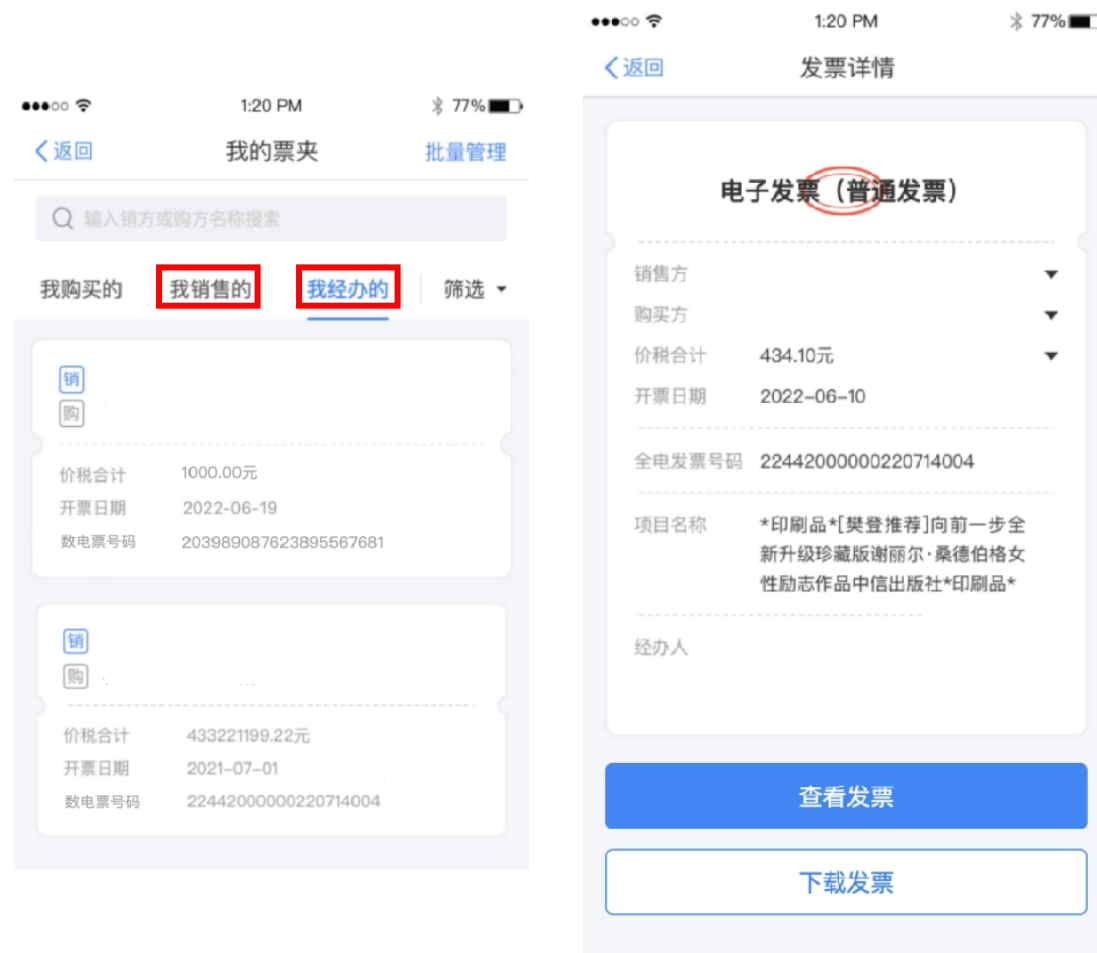 1:20 PM
77%
返回
我的票夹
批量管理
输入销方或购方名称搜索
我购买的
我销售的
我经办的
筛选
销
购
价税合计 1000.00元
开票日期 2022-06-19
数电票号码 203989087623895567681
销
购
价税合计 433221199.22元
开票日期 2021-07-01
数电票号码 22442000000220714004
1:20 PM
77%
返回
发票详情
电子发票（普通发票）
销售方
购买方
价税合计 434.10元
开票日期 2022-06-10
全电发票号码 22442000000220714004
项目名称 *印刷品*[樊登推荐]向前一步全
新升级珍藏版谢丽尔·桑德伯格女
性励志作品中信出版社*印刷品*
经办人
查看发票
下载发票